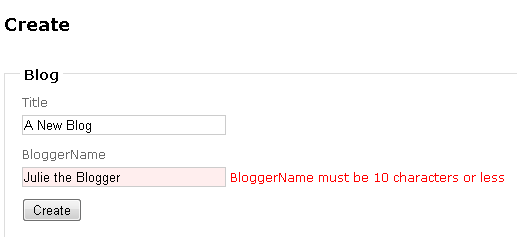 Create
Blog
Title
A New Blog
BloggerName
Julie the Blogger BloggerName must be 10 characters or less
Create